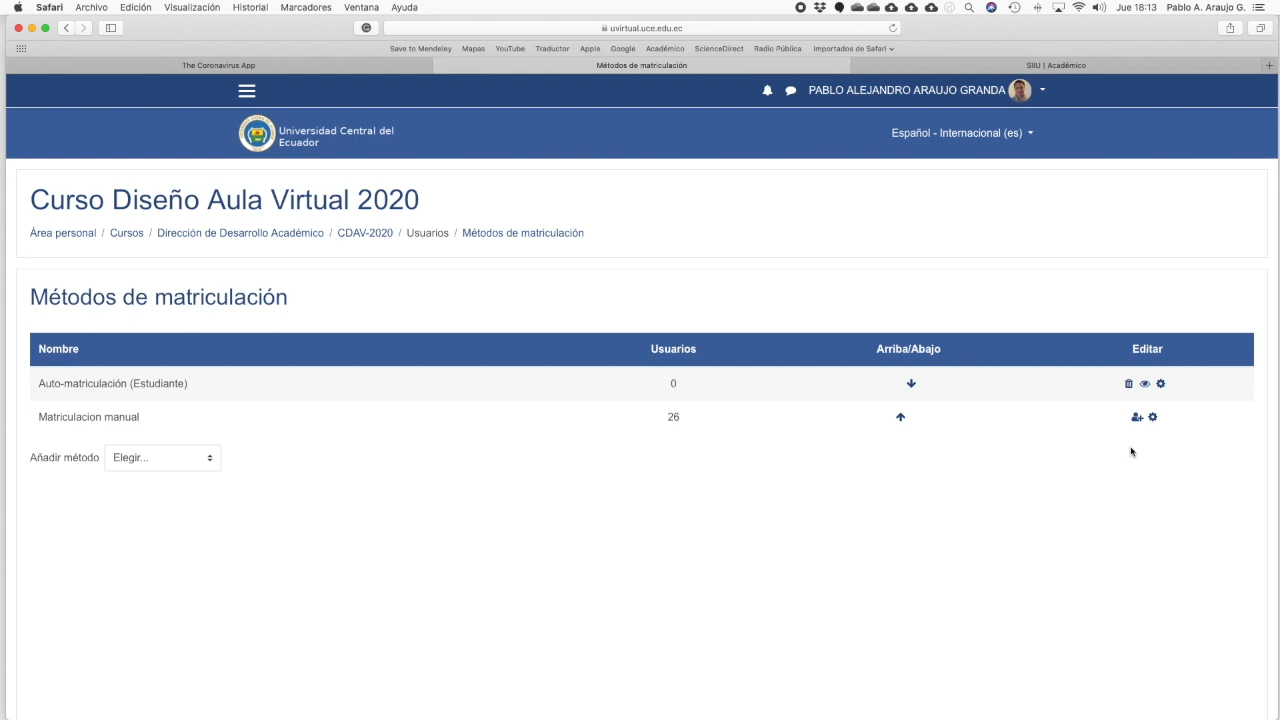 Safari Archivo Edición Visualización Historial Marcadores Ventana Ayuda Jue 18:13 Pablo A. Araujo G.
uvirtual.uce.edu.ec
Save to Mendeley Mapas YouTube Traductor Apple Google Académico ScienceDirect Radio Pública Importados de Safari
The Coronavirus App Métodos de matriculación SIIU | Académico
PABLO ALEJANDRO ARAUJO GRANDA
Universidad Central del
Ecuador
Español - Internacional (es)
Curso Diseño Aula Virtual 2020
Área personal / Cursos / Dirección de Desarrollo Académico / CDAV-2020 / Usuarios / Métodos de matriculación
Métodos de matriculación
Nombre Usuarios Arriba/Abajo Editar
Auto-matriculación (Estudiante) 0
Matriculacion manual 26
Añadir método Elegir...